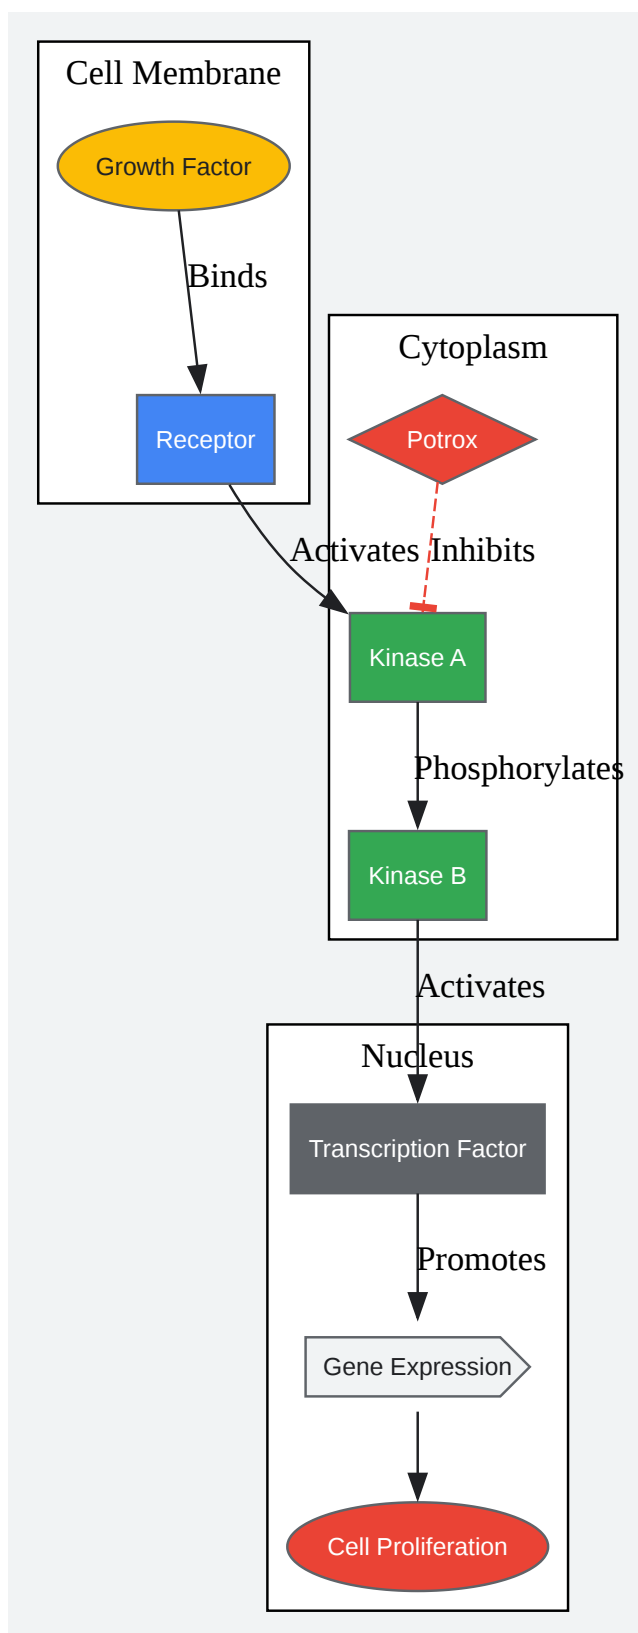 Cell Membrane
Growth Factor
Binds
Receptor
Cytoplasm
Potrox
Activates
Inhibits
Kinase A
Phosphorylates
Kinase B
Activates
Nucleus
Transcription Factor
Promotes
Gene Expression
Cell Proliferation